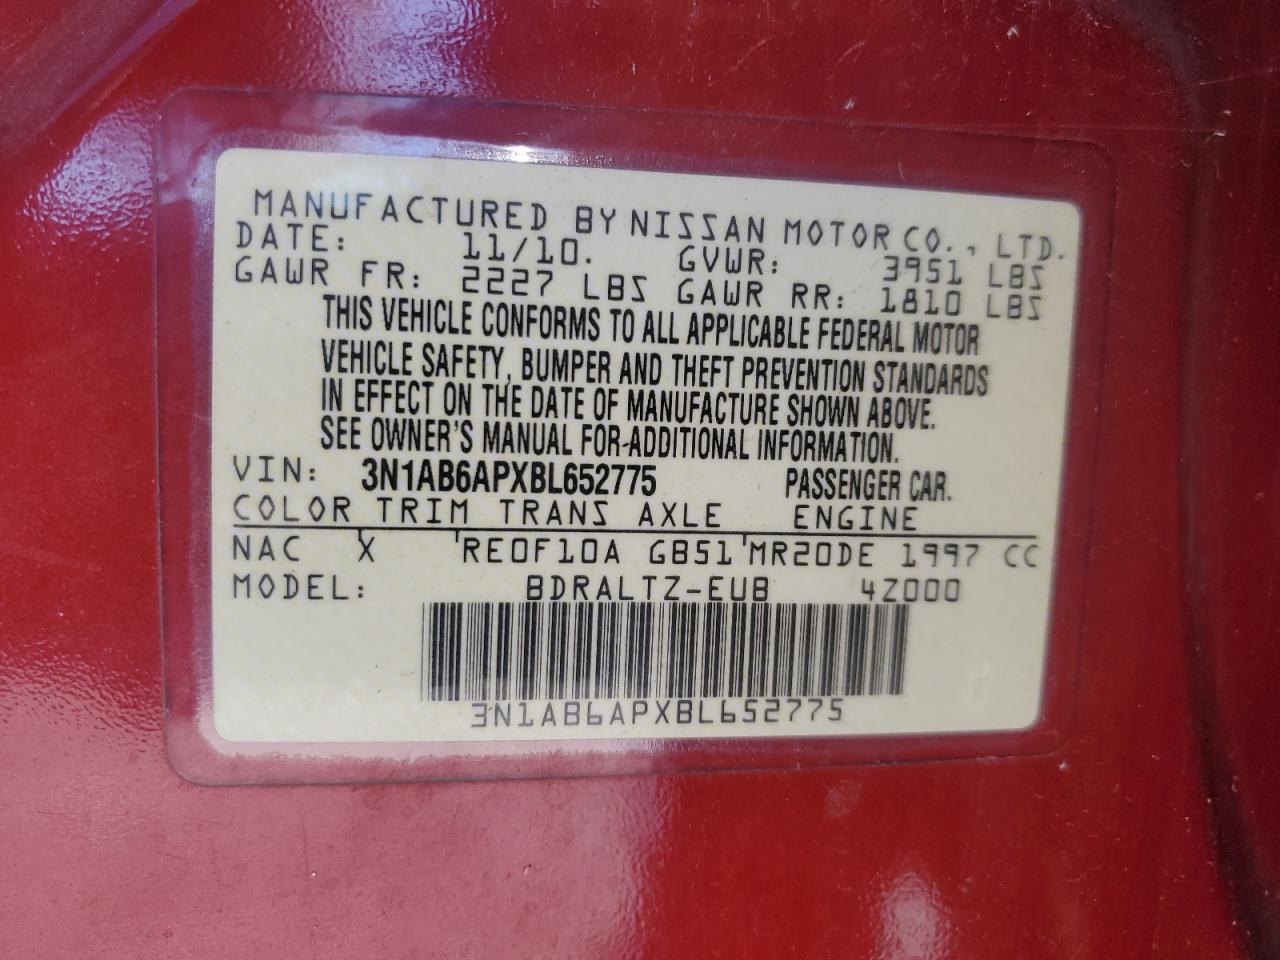 MANUFACTURED BY NISSAN MOTOR CO., LTD.
DATE: 11/10. GVWR: 3951 LBS
GAWR FR: 2227 LBS GAWR RR: 1810 LBS
THIS VEHICLE CONFORMS TO ALL APPLICABLE FEDERAL MOTOR
VEHICLE SAFETY, BUMPER AND THEFT PREVENTION STANDARDS
IN EFFECT ON THE DATE OF MANUFACTURE SHOWN ABOVE.
SEE OWNER'S MANUAL FOR ADDITIONAL INFORMATION.
VIN: 3N1AB6APXBL652775 PASSENGER CAR.
COLOR TRIM TRANS AXLE ENGINE
NAC X RE0F10A GB51 MR20DE 1997 CC
MODEL: BDRALTZ-EUB 4Z000
3N1AB6APXBL652775